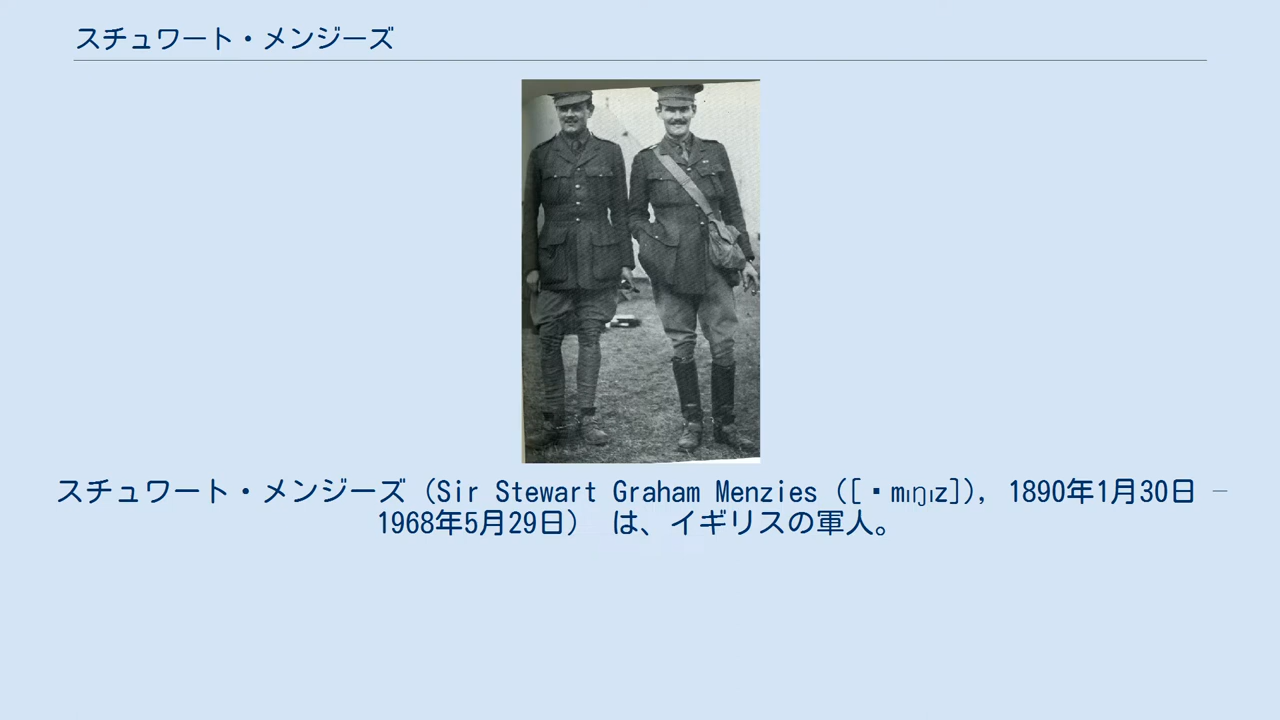 スチュワート・メンジーズ
スチュワート・メンジーズ（Sir Stewart Graham Menzies（[ˈmɪŋɪz]), 1890年1月30日 –
1968年5月29日） は、イギリスの軍人。